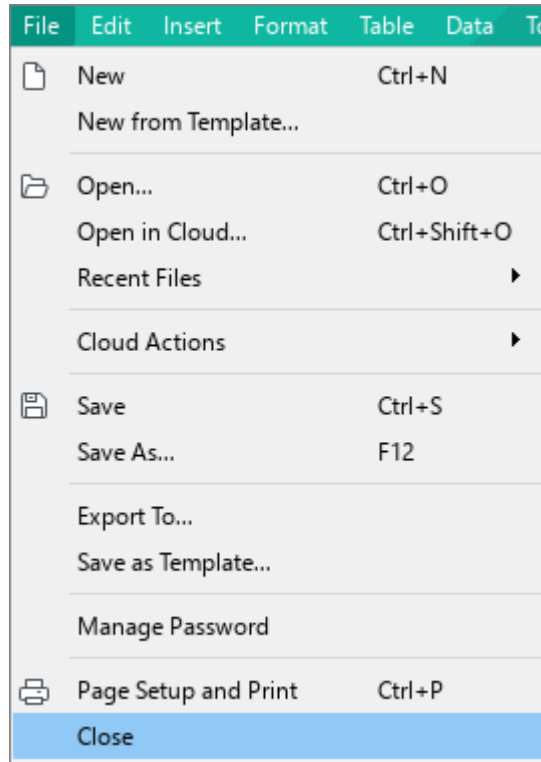 File Edit Insert Format Table Data To
New Ctrl+N
New from Template...
Open... Ctrl+O
Open in Cloud... Ctrl+Shift+O
Recent Files
Cloud Actions
Save Ctrl+S
Save As... F12
Export To...
Save as Template...
Manage Password
Page Setup and Print Ctrl+P
Close